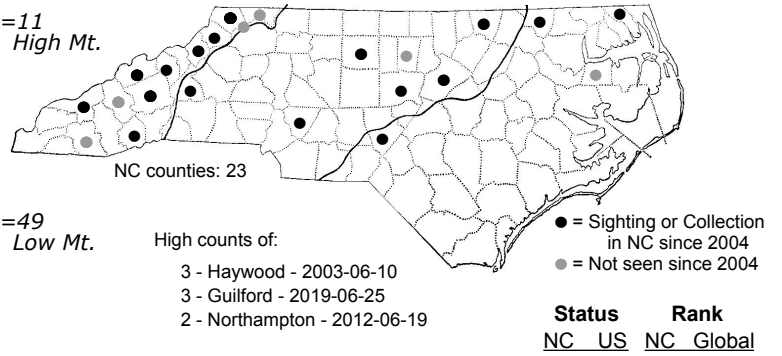 =11
High Mt.
NC counties: 23
=49
Low Mt.
High counts of:
3 - Haywood - 2003-06-10
3 - Guilford - 2019-06-25
2 - Northampton - 2012-06-19
= Sighting or Collection
in NC since 2004
= Not seen since 2004
Status Rank
NC US NC Global